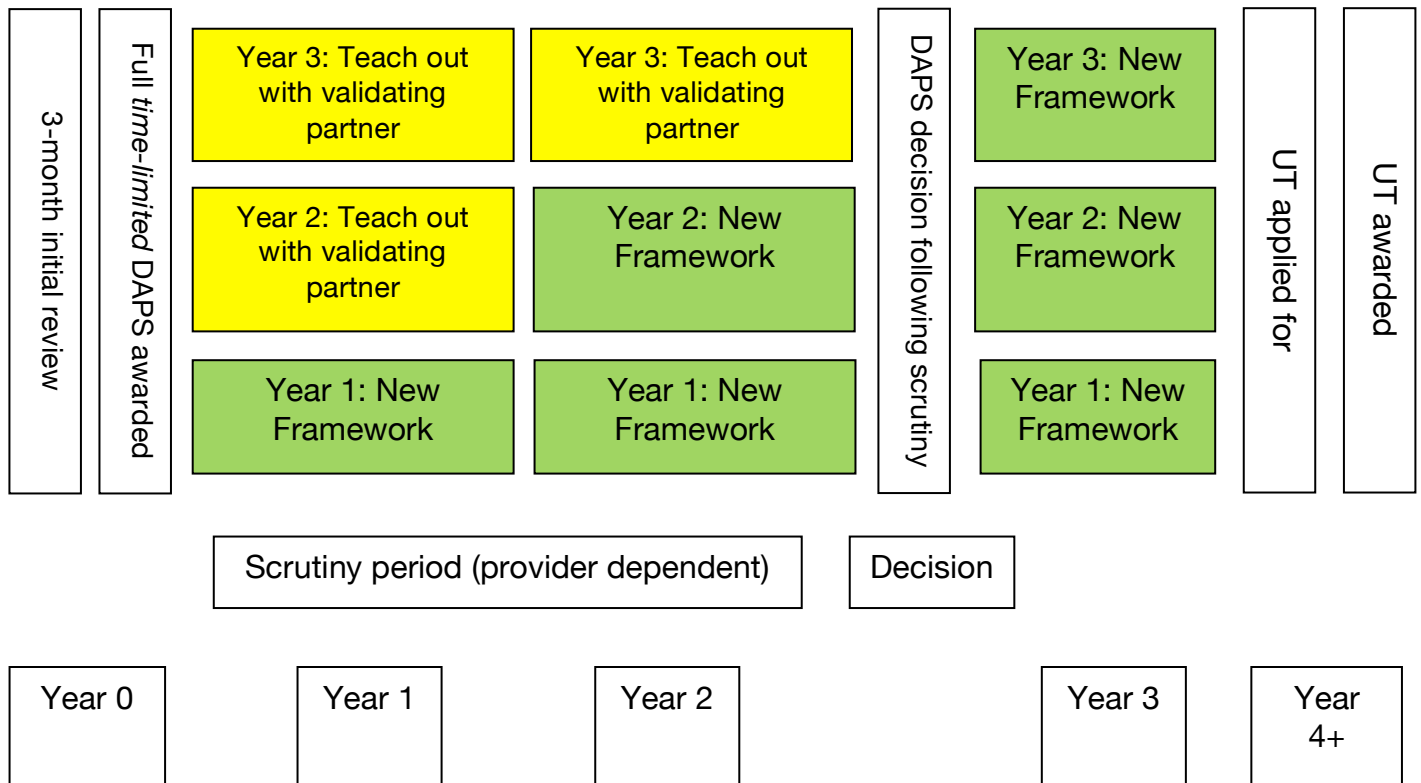 3-month initial review
Full time-limited DAPS awarded
Year 3: Teach out
with validating
partner
Year 3: Teach out
with validating
partner
Year 2: Teach out
with validating
partner
Year 2: New
Framework
Year 1: New
Framework
Year 1: New
Framework
DAPS decision following scrutiny
Year 3: New
Framework
Year 2: New
Framework
Year 1: New
Framework
UT applied for
UT awarded
Scrutiny period (provider dependent)
Decision
Year 0
Year 1
Year 2
Year 3
Year
4+